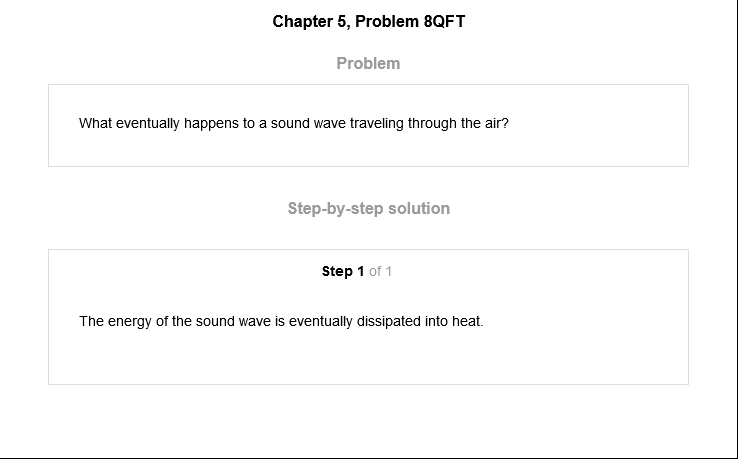 Chapter 5, Problem 8QFT
Problem
What eventually happens to a sound wave traveling through the air?
Step-by-step solution
Step 1 of 1
The energy of the sound wave is eventually dissipated into heat.